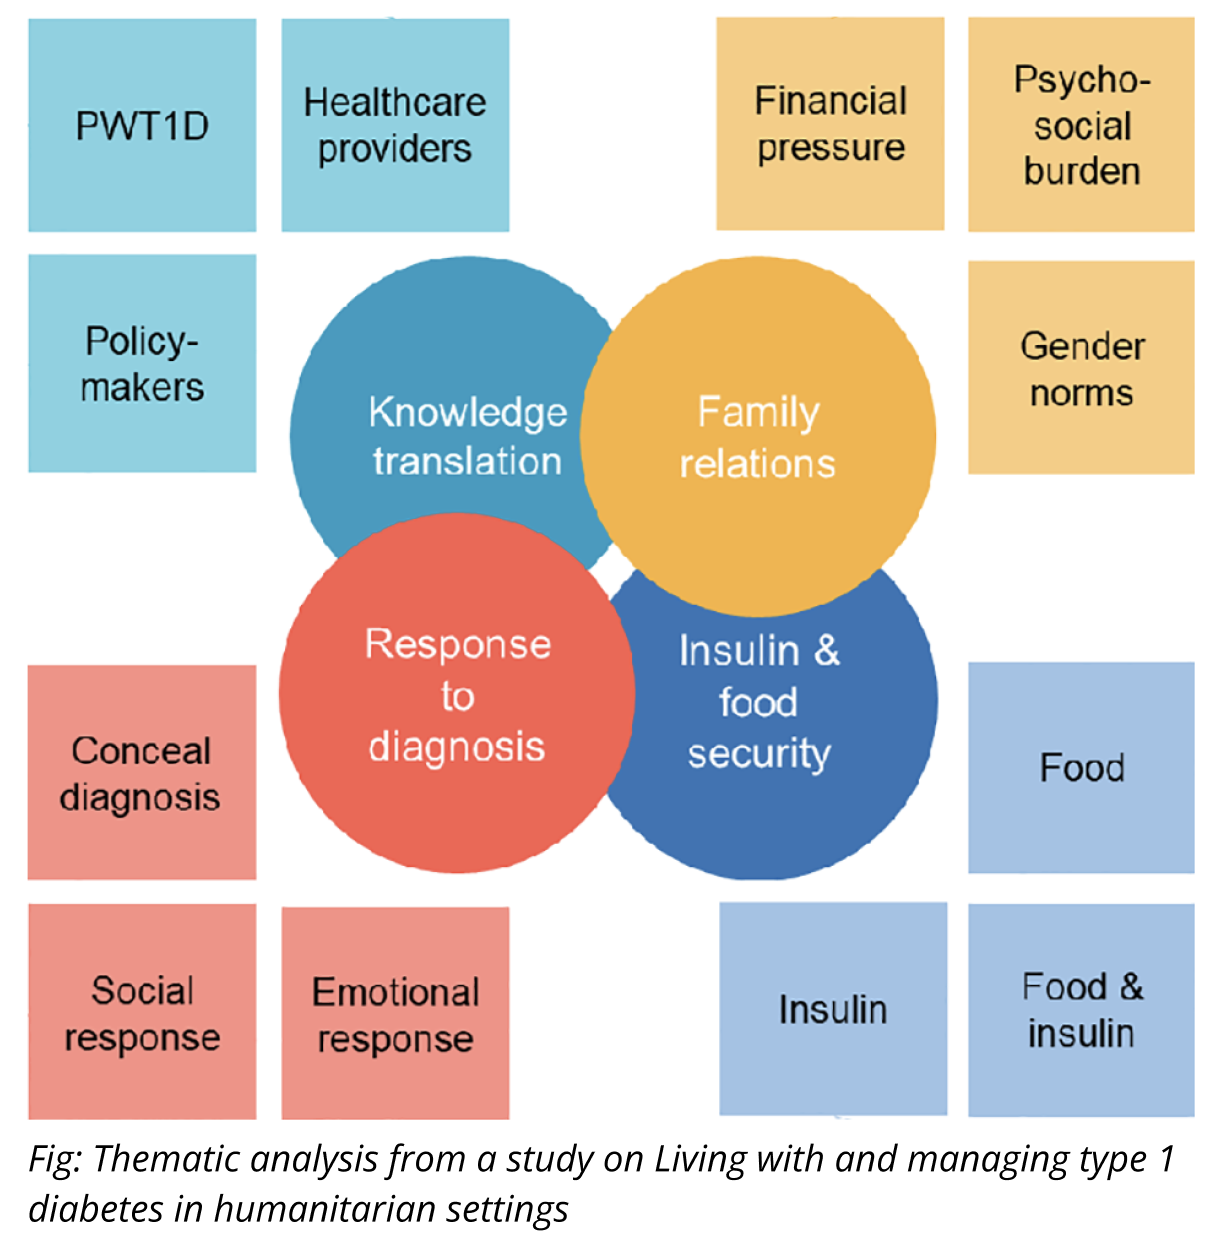 PWT1D
Healthcare
providers
Policy-
makers
Knowledge
translation
Financial
pressure
Psycho-
social
burden
Gender
norms
Family
relations
Response
to
diagnosis
Conceal
diagnosis
Social
response
Emotional
response
Insulin &
food
security
Food
Insulin
Food &
insulin
Fig: Thematic analysis from a study on Living with and managing type 1
diabetes in humanitarian settings